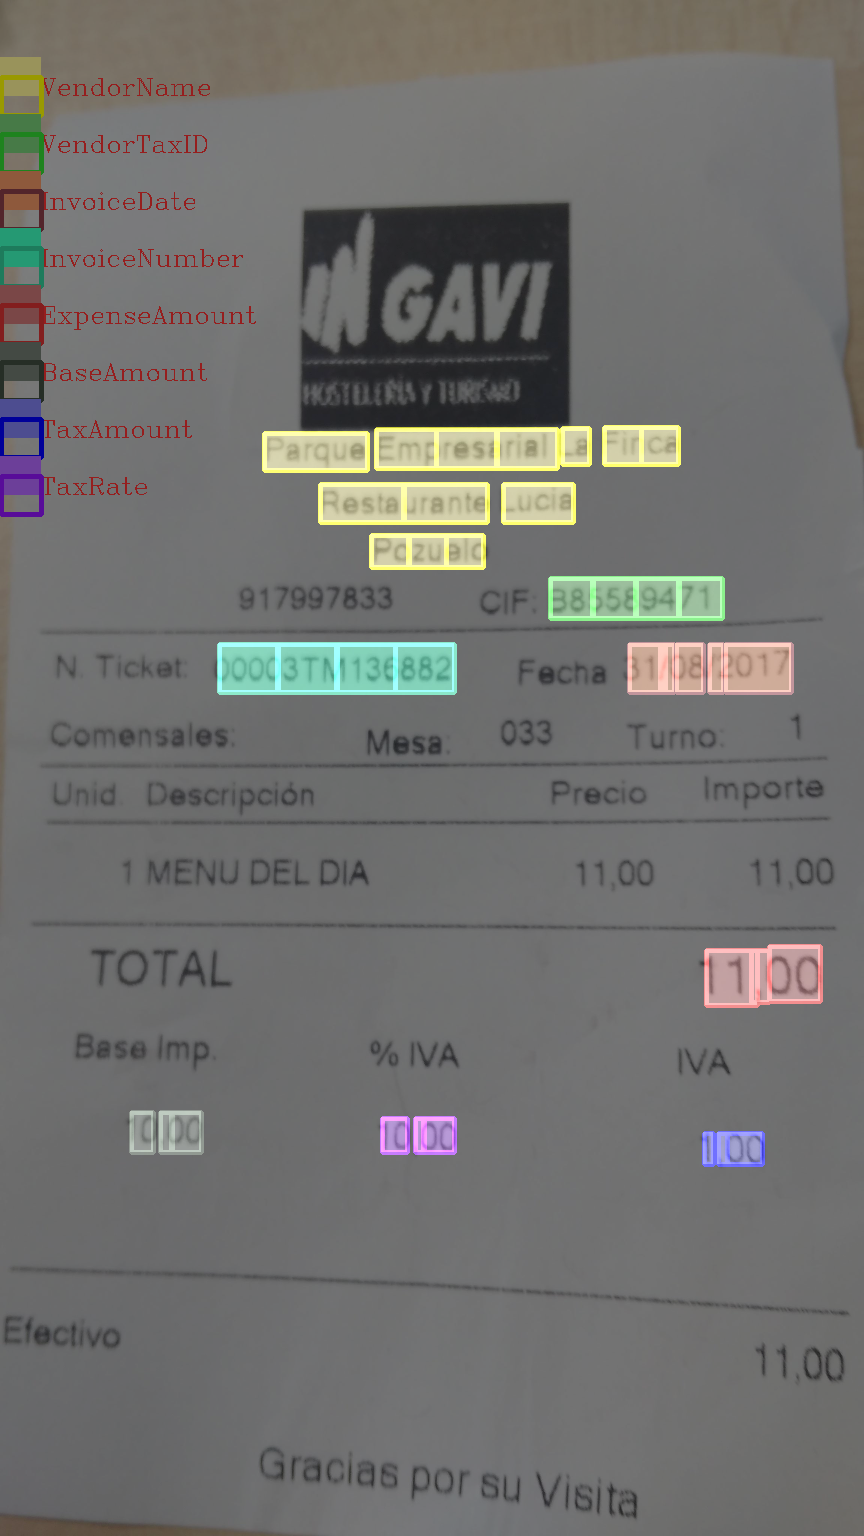 VendorName
VendorTaxID
InvoiceDate
InvoiceNumber
ExpenseAmount
BaseAmount
TaxAmount
TaxRate
IN GAVI
HOSTELERÍA Y TURISMO
Parque Empresarial La Finca
Restaurante Lucia
Pozuelo
917997833 CIF: B85589471
N. Ticket: 00003TM136882 Fecha 31/08/2017
Comensales: Mesa: 033 Turno: 1
Unid. Descripción Precio Importe
1 MENU DEL DIA 11,00 11,00
TOTAL 11,00
Base Imp. % IVA IVA
10,00 10,00 1,00
Efectivo 11,00
Gracias por su Visita